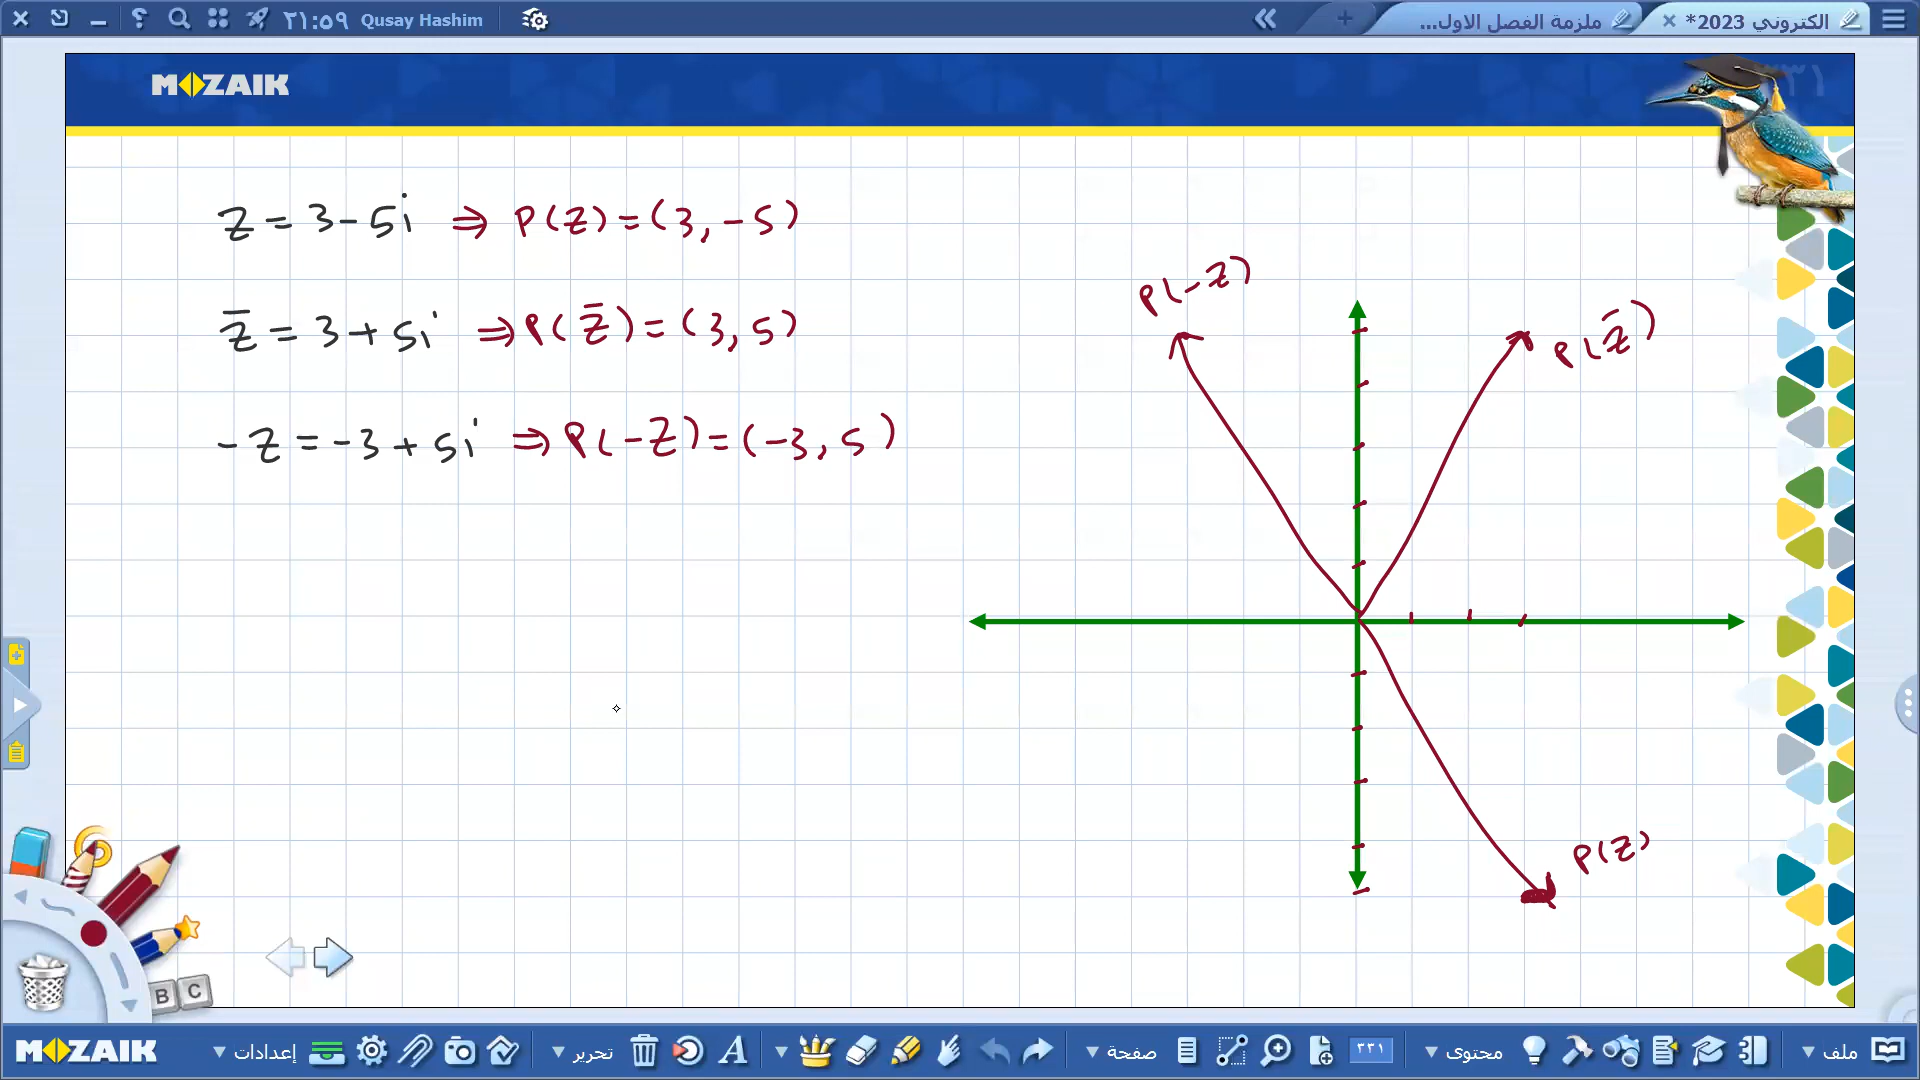 ٢١:٥٩ Qusay Hashim
ملزمة الفصل الاول...
الكتروني 2023*
MOZAIK
٣٣١
z = 3 - 5i ⇒ P(z) = (3, -5)
z̄ = 3 + 5i ⇒ P(z̄) = (3, 5)
-z = -3 + 5i ⇒ P(-z) = (-3, 5)
P(-z)
P(z̄)
P(z)
B C
MOZAIK
إعدادات
تحرير
A
صفحة
٣٣١
محتوى
ملف